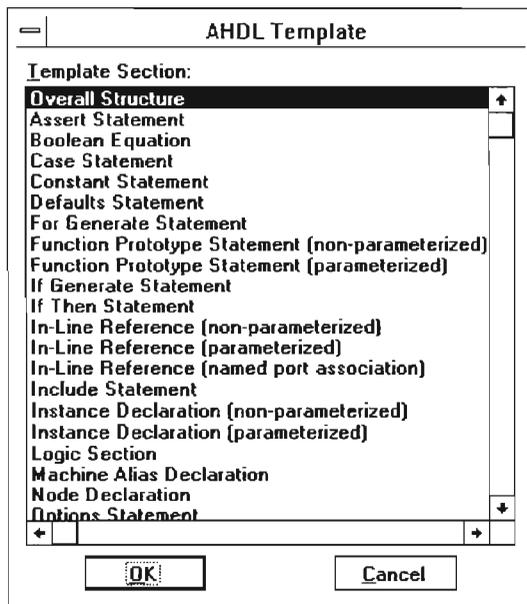 AHDL Template
Template Section:
Overall Structure
Assert Statement
Boolean Equation
Case Statement
Constant Statement
Defaults Statement
For Generate Statement
Function Prototype Statement (non-parameterized)
Function Prototype Statement (parameterized)
If Generate Statement
If Then Statement
In-Line Reference (non-parameterized)
In-Line Reference (parameterized)
In-Line Reference (named port association)
Include Statement
Instance Declaration (non-parameterized)
Instance Declaration (parameterized)
Logic Section
Machine Alias Declaration
Node Declaration
Options Statement
OK Cancel